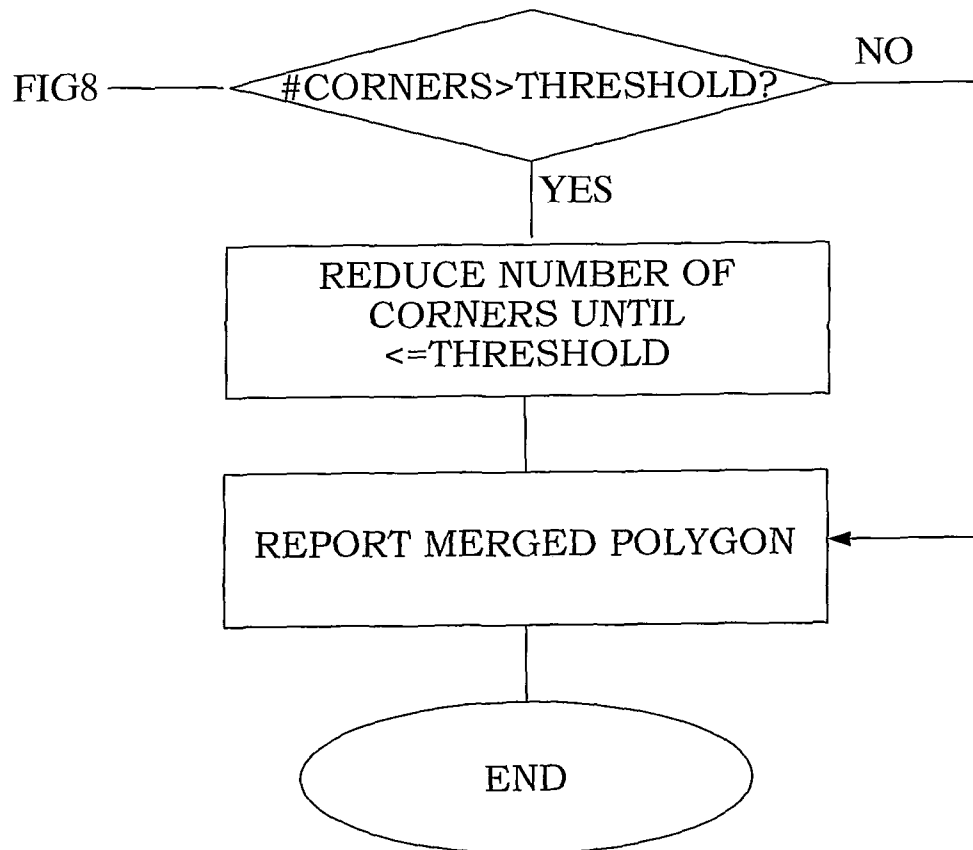 NO
FIG8
#CORNERS>THRESHOLD?
YES
REDUCE NUMBER OF
CORNERS UNTIL
<=THRESHOLD
REPORT MERGED POLYGON
END